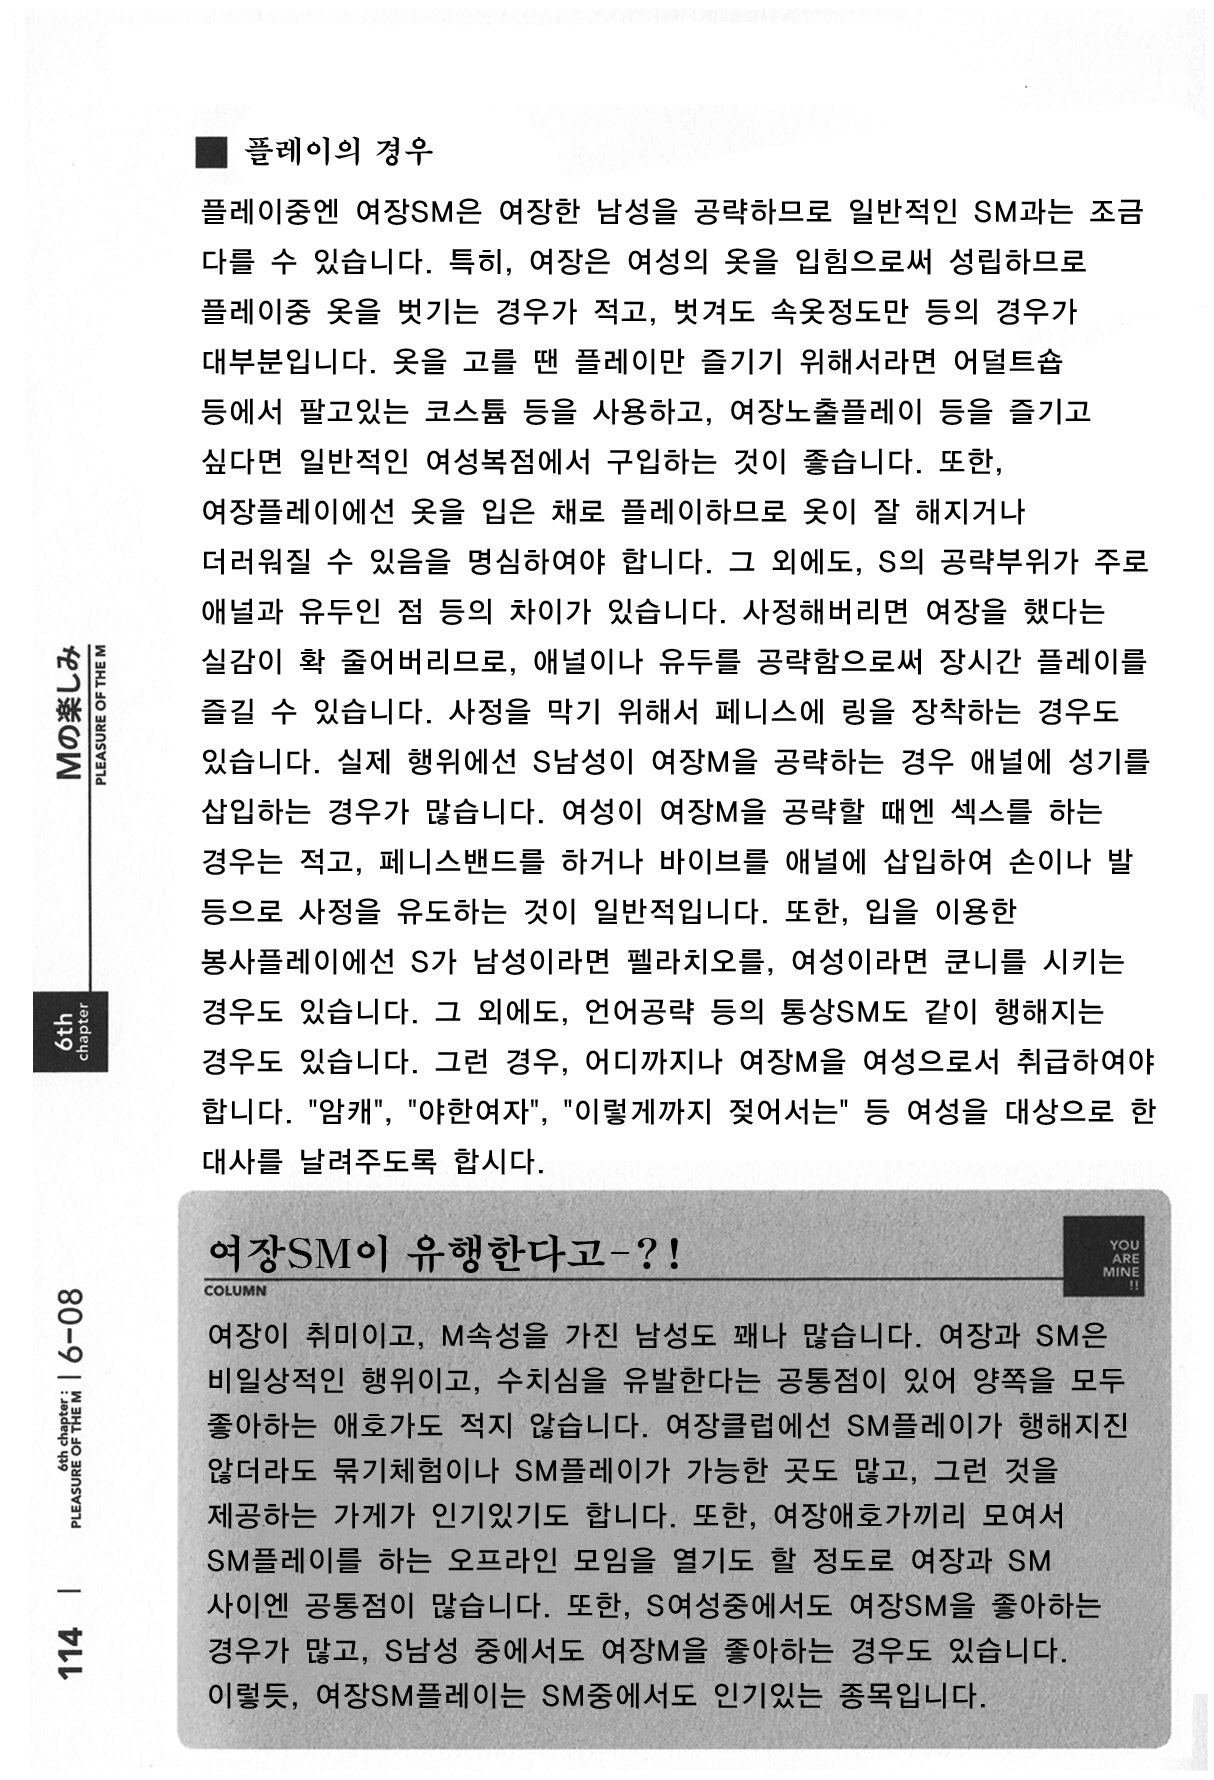 ■ 플레이의 경우
플레이중엔 여장SM은 여장한 남성을 공략하므로 일반적인 SM과는 조금
다를 수 있습니다. 특히, 여장은 여성의 옷을 입힘으로써 성립하므로
플레이중 옷을 벗기는 경우가 적고, 벗겨도 속옷정도만 등의 경우가
대부분입니다. 옷을 고를 땐 플레이만 즐기기 위해서라면 어덜트숍
등에서 팔고있는 코스튬 등을 사용하고, 여장노출플레이 등을 즐기고
싶다면 일반적인 여성복점에서 구입하는 것이 좋습니다. 또한,
여장플레이에선 옷을 입은 채로 플레이하므로 옷이 잘 해지거나
더러워질 수 있음을 명심하여야 합니다. 그 외에도, S의 공략부위가 주로
애널과 유두인 점 등의 차이가 있습니다. 사정해버리면 여장을 했다는
실감이 확 줄어버리므로, 애널이나 유두를 공략함으로써 장시간 플레이를
즐길 수 있습니다. 사정을 막기 위해서 페니스에 링을 장착하는 경우도
있습니다. 실제 행위에선 S남성이 여장M을 공략하는 경우 애널에 성기를
삽입하는 경우가 많습니다. 여성이 여장M을 공략할 때엔 섹스를 하는
경우는 적고, 페니스밴드를 하거나 바이브를 애널에 삽입하여 손이나 발
등으로 사정을 유도하는 것이 일반적입니다. 또한, 입을 이용한
봉사플레이에선 S가 남성이라면 펠라치오를, 여성이라면 쿤니를 시키는
경우도 있습니다. 그 외에도, 언어공략 등의 통상SM도 같이 행해지는
경우도 있습니다. 그런 경우, 어디까지나 여장M을 여성으로서 취급하여야
합니다. "암캐", "야한여자", "이렇게까지 젖어서는" 등 여성을 대상으로 한
대사를 날려주도록 합시다.
여장SM이 유행한다고-?!
COLUMN
YOU
ARE
MINE
!!
여장이 취미이고, M속성을 가진 남성도 꽤나 많습니다. 여장과 SM은
비일상적인 행위이고, 수치심을 유발한다는 공통점이 있어 양쪽을 모두
좋아하는 애호가도 적지 않습니다. 여장클럽에선 SM플레이가 행해지진
않더라도 묶기체험이나 SM플레이가 가능한 곳도 많고, 그런 것을
제공하는 가게가 인기있기도 합니다. 또한, 여장애호가끼리 모여서
SM플레이를 하는 오프라인 모임을 열기도 할 정도로 여장과 SM
사이엔 공통점이 많습니다. 또한, S여성중에서도 여장SM을 좋아하는
경우가 많고, S남성 중에서도 여장M을 좋아하는 경우도 있습니다.
이렇듯, 여장SM플레이는 SM중에서도 인기있는 종목입니다.
Mの楽しみ
PLEASURE OF THE M
6th
chapter
6th chapter:
PLEASURE OF THE M
6-08
114